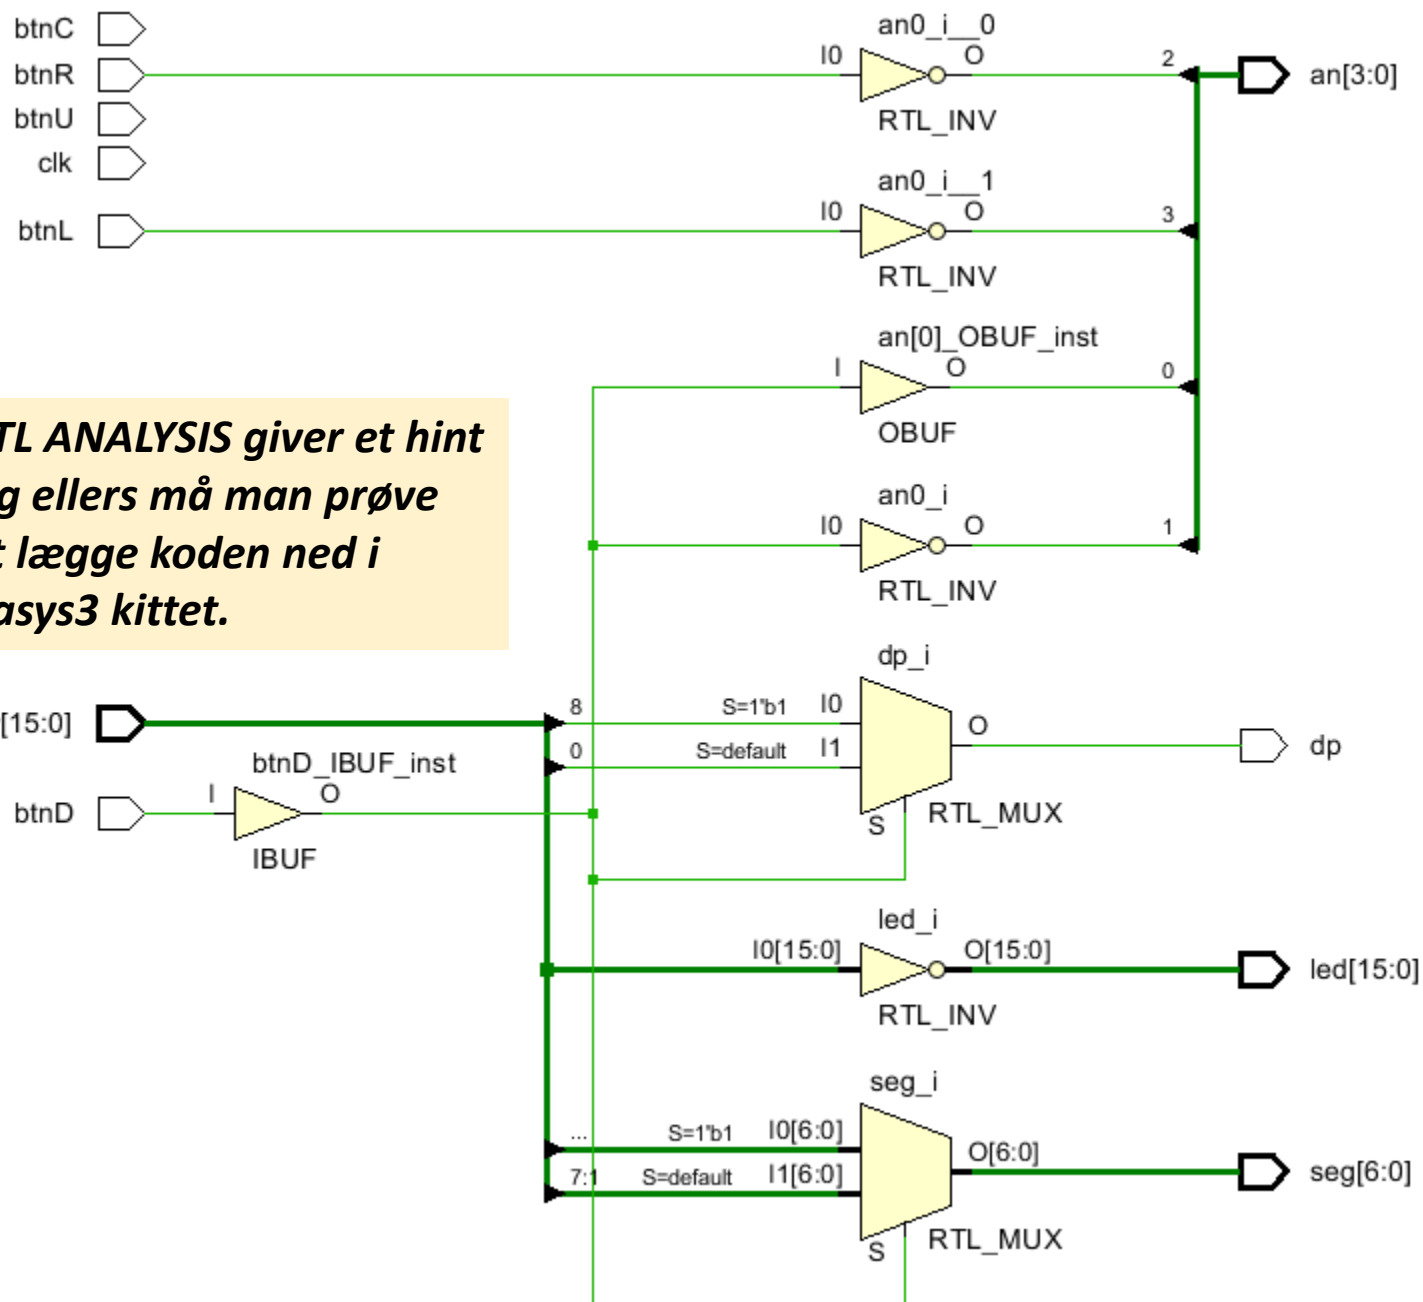 btnC
btnR
btnU
clk
btnL
an0_i__0
I0
O
2
RTL_INV
an[3:0]
an0_i__1
I0
O
3
RTL_INV
an[0]_OBUF_inst
I
O
0
OBUF
an0_i
I0
O
1
RTL_INV
TL ANALYSIS giver et hint
g ellers må man prøve
t lægge koden ned i
asys3 kittet.
dp_i
[15:0]
8
S=1'b1
I0
0
S=default
I1
O
dp
S
RTL_MUX
btnD_IBUF_inst
btnD
I
O
IBUF
led_i
I0[15:0]
O[15:0]
led[15:0]
RTL_INV
seg_i
...
S=1'b1
I0[6:0]
7:1
S=default
I1[6:0]
O[6:0]
seg[6:0]
S
RTL_MUX